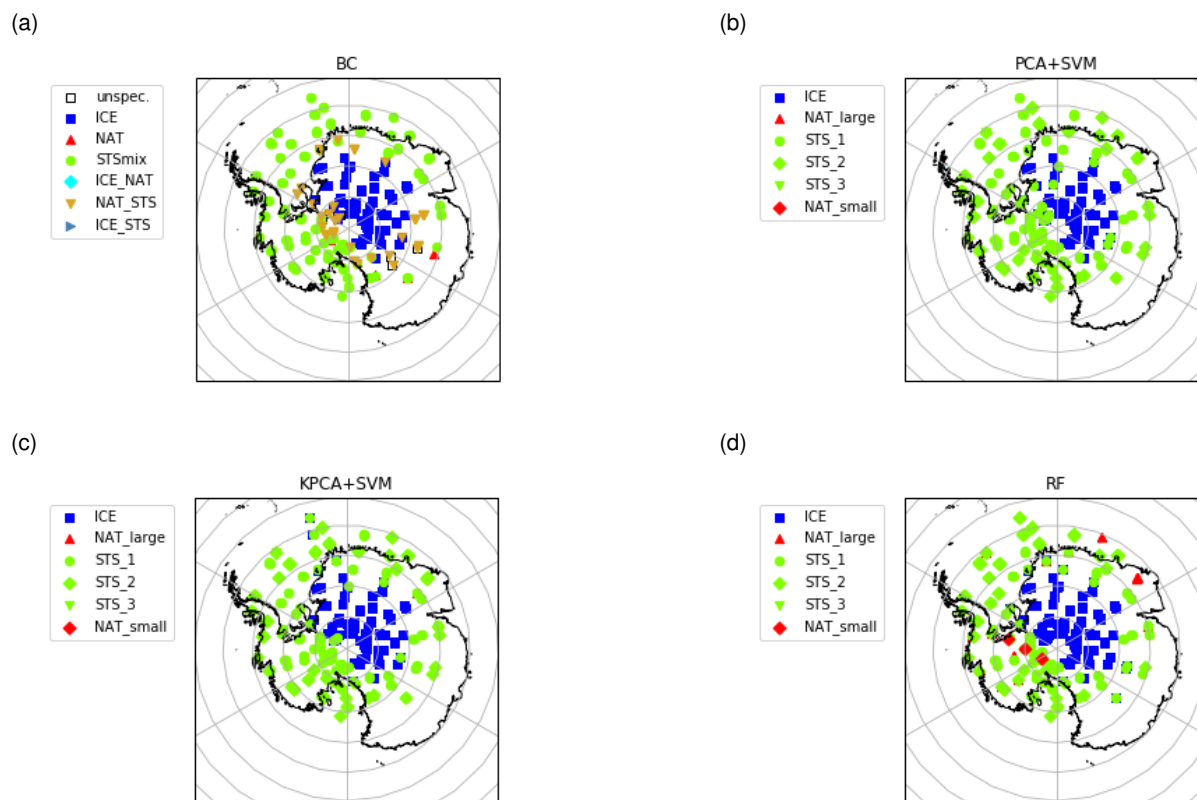 (a)
BC
unspec.
ICE
NAT
STSmix
ICE_NAT
NAT_STS
ICE_STS
(b)
PCA+SVM
ICE
NAT_large
STS_1
STS_2
STS_3
NAT_small
(c)
KPCA+SVM
ICE
NAT_large
STS_1
STS_2
STS_3
NAT_small
(d)
RF
ICE
NAT_large
STS_1
STS_2
STS_3
NAT_small